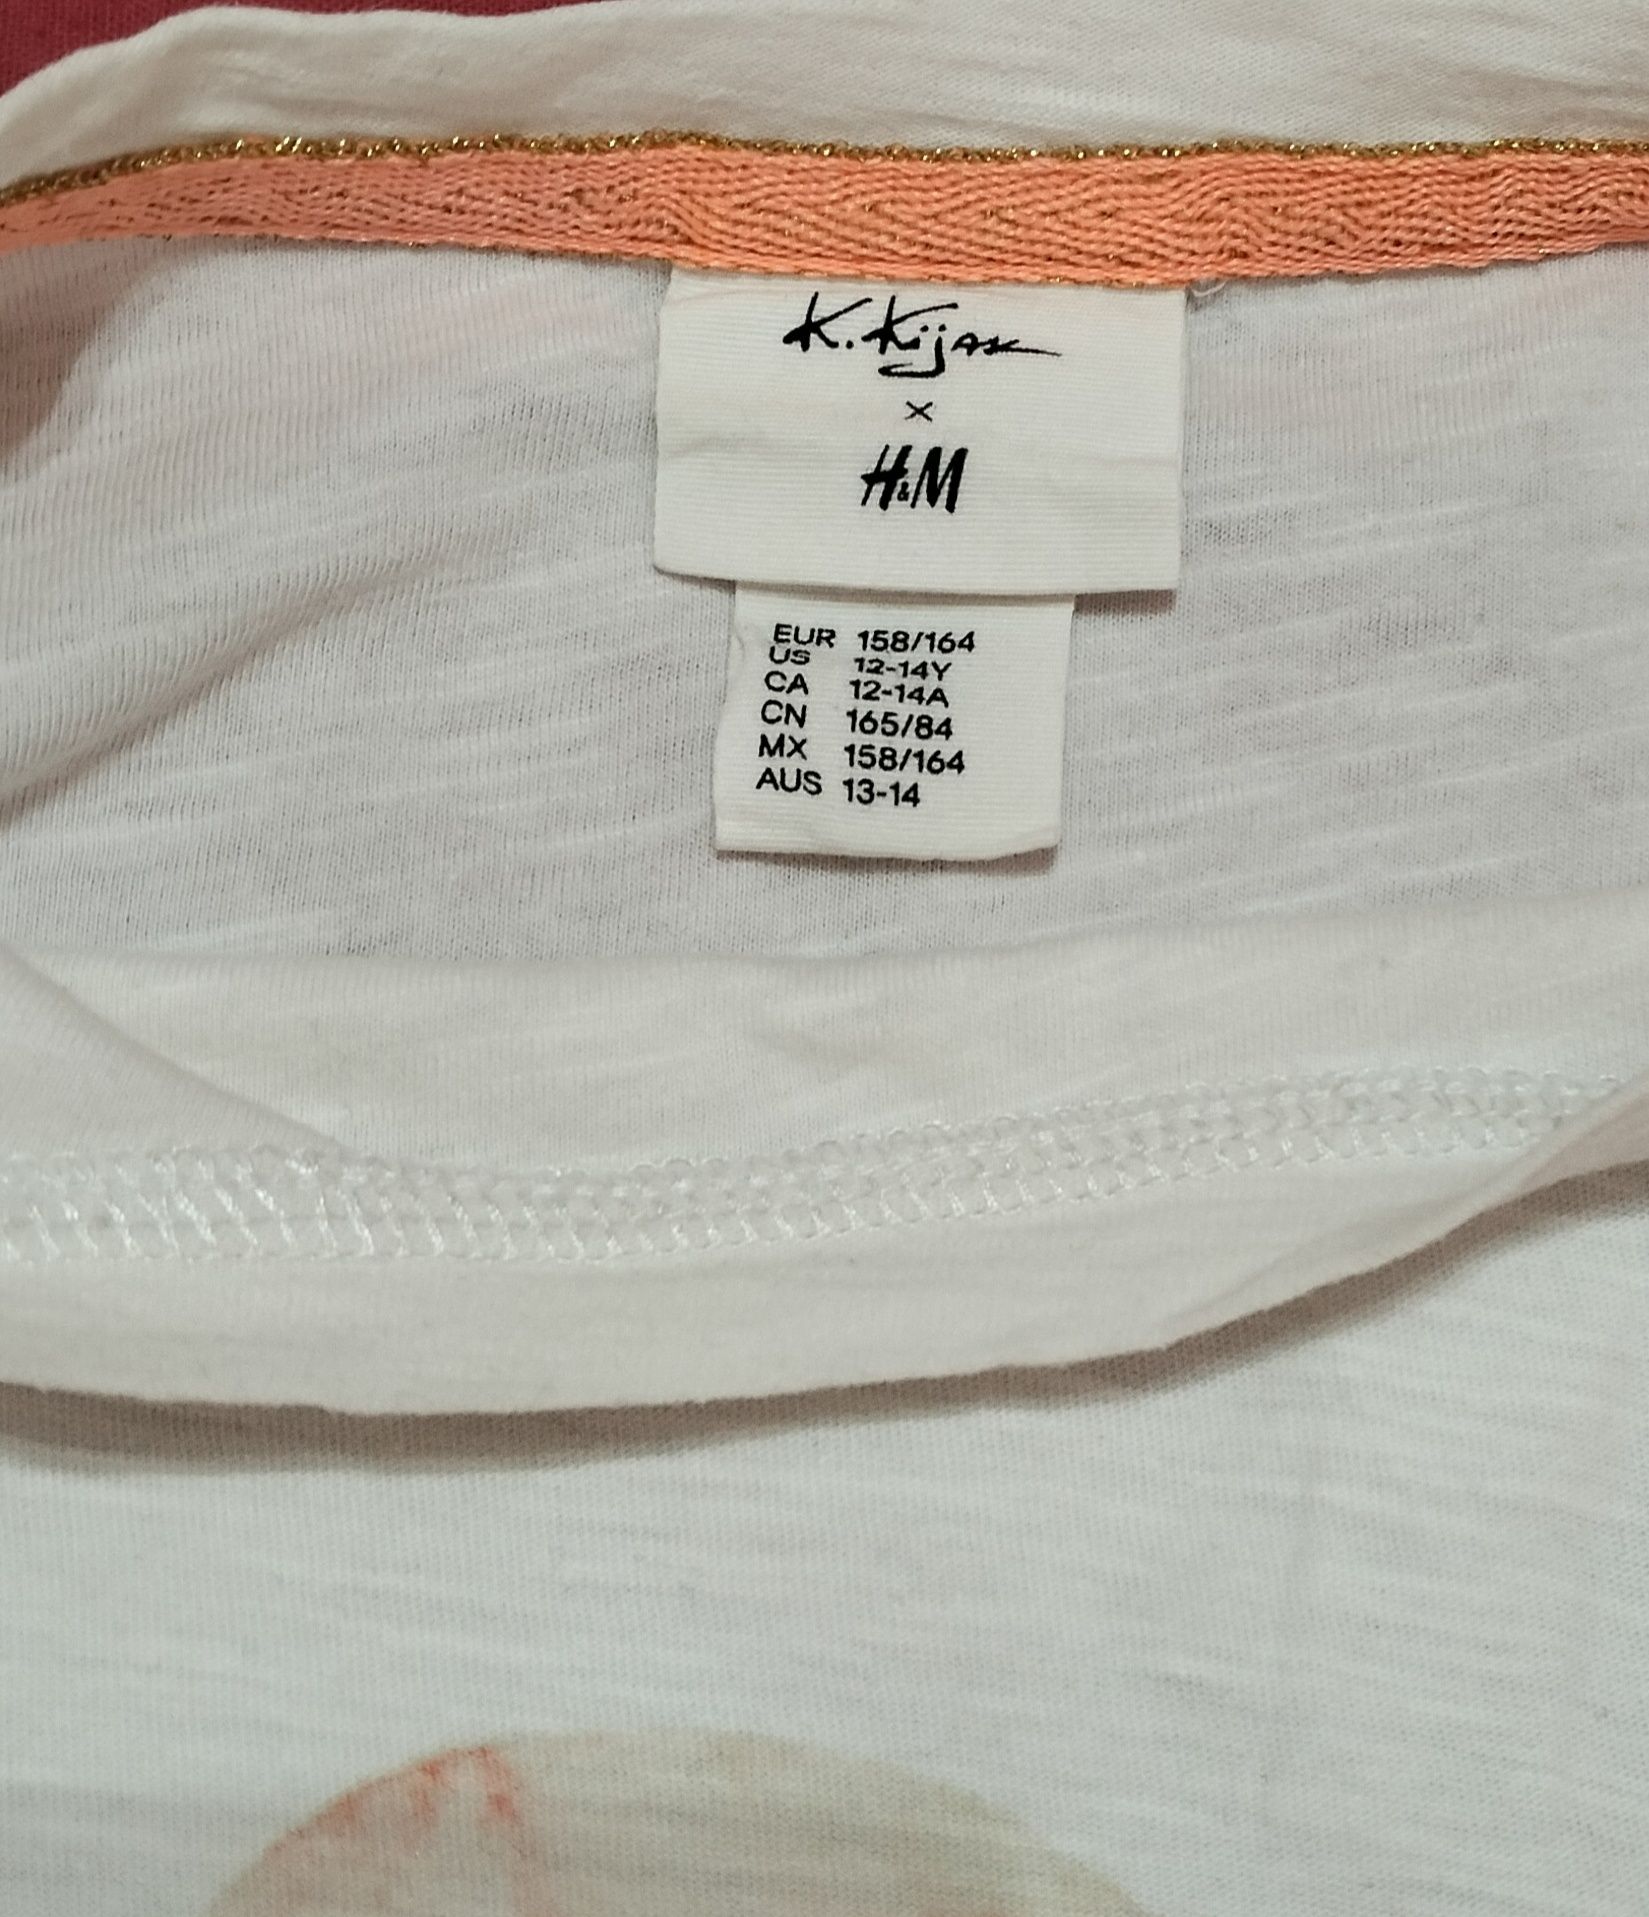 K. Kijak
×
H&M
EUR 158/164
US 12-14Y
CA 12-14A
CN 165/84
MX 158/164
AUS 13-14